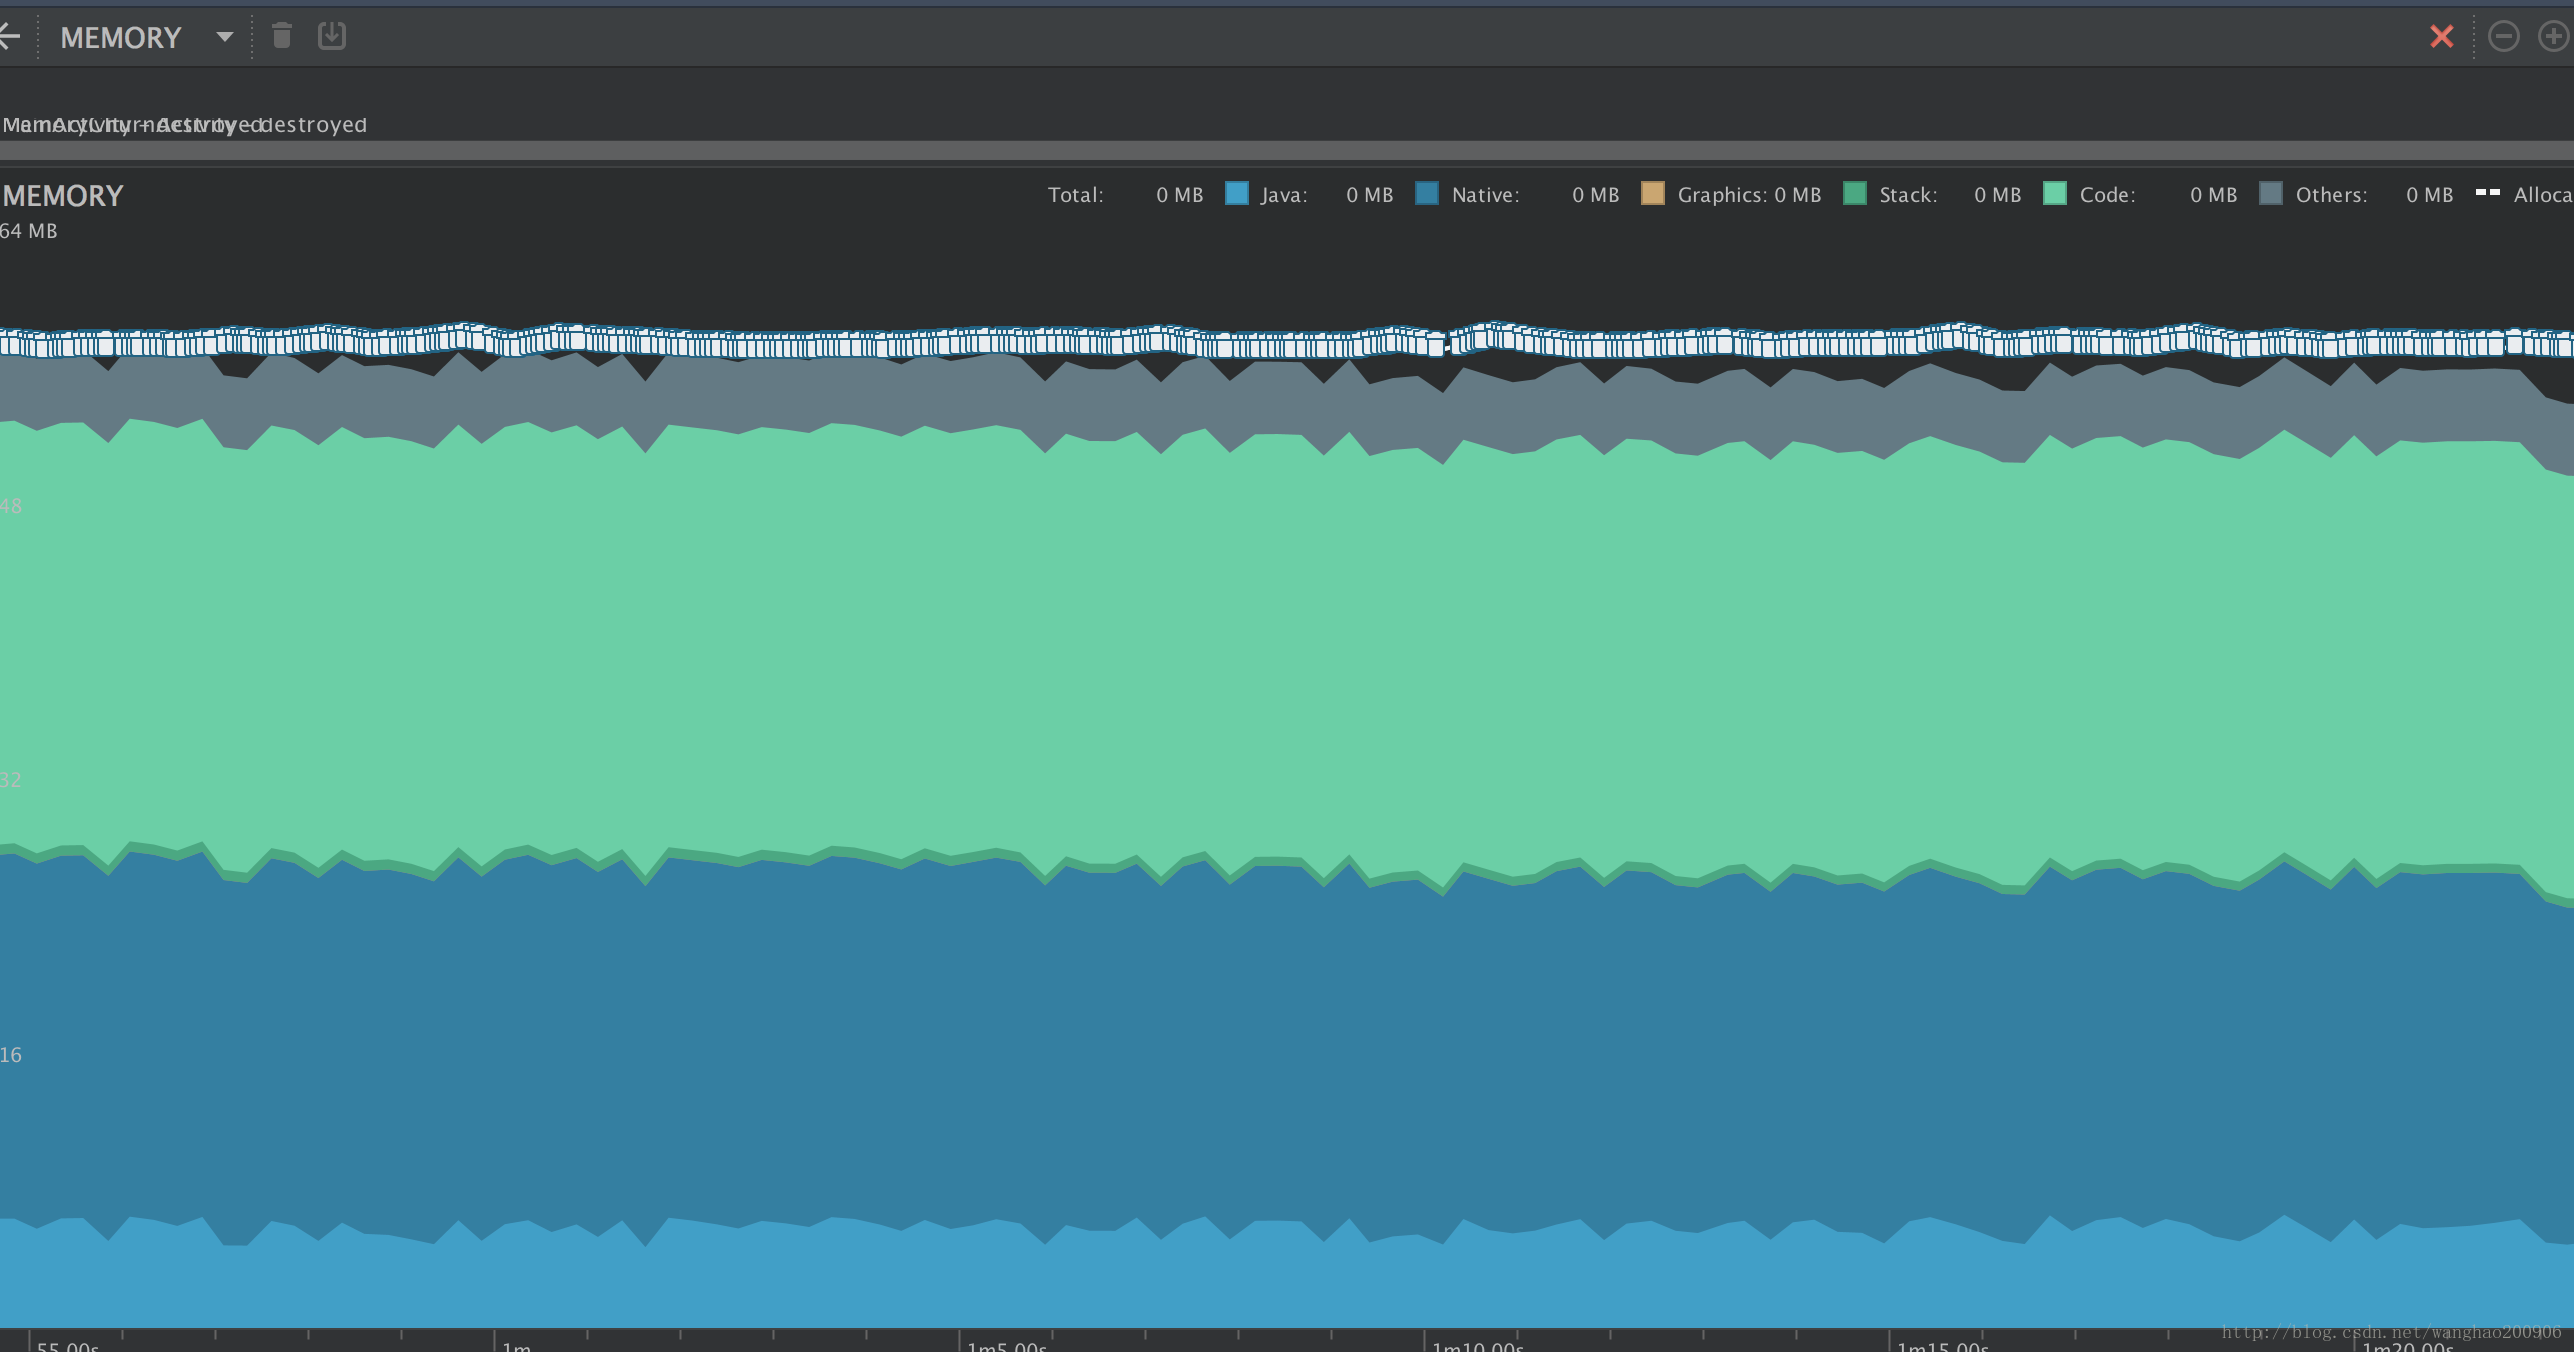 MEMORY
destroyed
MEMORY Total: 0 MB Java: 0 MB Native: 0 MB Graphics: 0 MB Stack: 0 MB Code: 0 MB Others: 0 MB Alloca
64 MB
48
32
16
55.00s 1m 1m5.00s 1m10.00s 1m15.00s 1m20.00s
http://blog.csdn.net/wanghao200906